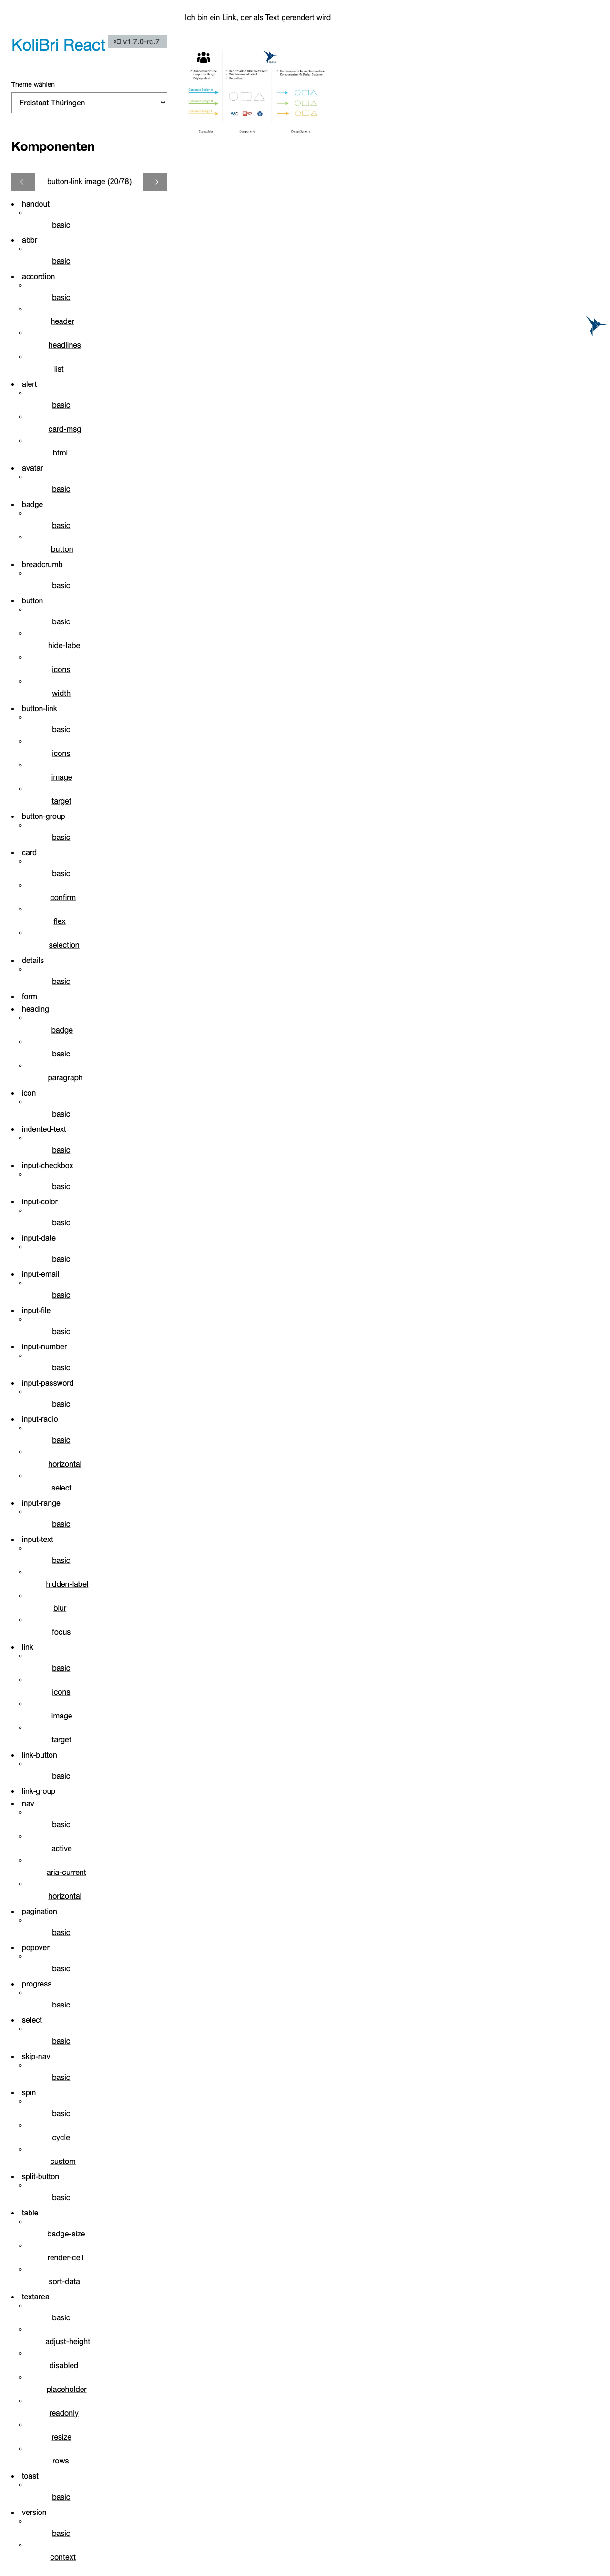 KoliBri React v1.7.0-rc.7
Theme wählen
Freistaat Thüringen
Komponenten
← button-link image (20/78) →
handout
basic
abbr
basic
accordion
basic
header
headlines
list
alert
basic
card-msg
html
avatar
basic
badge
basic
button
breadcrumb
basic
button
basic
hide-label
icons
width
button-link
basic
icons
image
target
button-group
basic
card
basic
confirm
flex
selection
details
basic
form
heading
badge
basic
paragraph
icon
basic
indented-text
basic
input-checkbox
basic
input-color
basic
input-date
basic
input-email
basic
input-file
basic
input-number
basic
input-password
basic
input-radio
basic
horizontal
select
input-range
basic
input-text
basic
hidden-label
blur
focus
link
basic
icons
image
target
link-button
basic
link-group
nav
basic
active
aria-current
horizontal
pagination
basic
popover
basic
progress
basic
select
basic
skip-nav
basic
spin
basic
cycle
custom
split-button
basic
table
badge-size
render-cell
sort-data
textarea
basic
adjust-height
disabled
placeholder
readonly
resize
rows
toast
basic
version
basic
context
Ich bin ein Link, der als Text gerendert wird